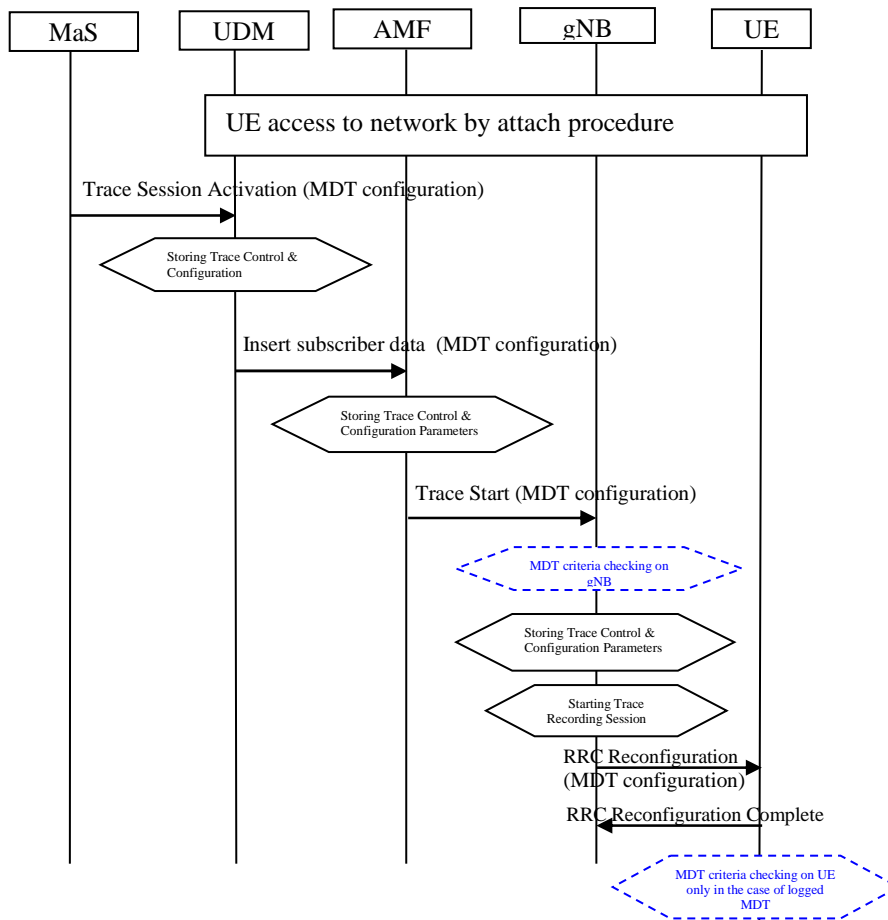 MaS
UDM
AMF
gNB
UE
UE access to network by attach procedure
Trace Session Activation (MDT configuration)
Storing Trace Control &
Configuration
Insert subscriber data (MDT configuration)
Storing Trace Control &
Configuration Parameters
Trace Start (MDT configuration)
MDT criteria checking on
gNB
Storing Trace Control &
Configuration Parameters
Starting Trace
Recording Session
RRC Reconfiguration
(MDT configuration)
RRC Reconfiguration Complete
MDT criteria checking on UE
only in the case of logged
MDT